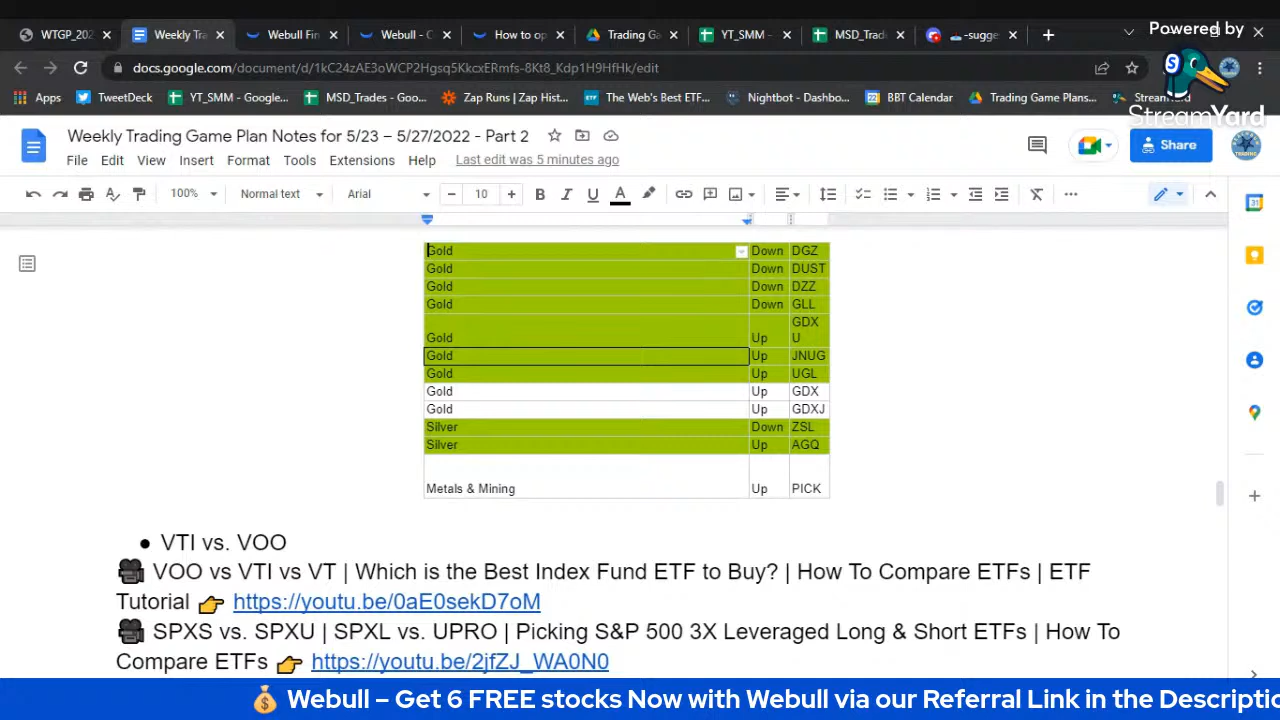 WTGP_202
Weekly Tra
Webull Fin
Webull - C
How to op
Trading Ga
YT_SMM -
MSD_Trade
-sugge
Powered by
docs.google.com/document/d/1kC24zAE3oWCP2Hgsq5KkcxERmfs-8Kt8_Kdp1H9HfHk/edit
Apps
TweetDeck
YT_SMM - Google...
MSD_Trades - Goo...
Zap Runs | Zap Hist...
ETF
The Web's Best ETF...
Nightbot - Dashbo...
BBT Calendar
Trading Game Plans...
StreamYard
StreamYard
Weekly Trading Game Plan Notes for 5/23 – 5/27/2022 - Part 2
File Edit View Insert Format Tools Extensions Help Last edit was 5 minutes ago
Share
100% Normal text Arial 10
Gold Down DGZ
Gold Down DUST
Gold Down DZZ
Gold Down GLL
GDX
Gold Up U
Gold Up JNUG
Gold Up UGL
Gold Up GDX
Gold Up GDXJ
Silver Down ZSL
Silver Up AGQ
Metals & Mining Up PICK
● VTI vs. VOO
🎥 VOO vs VTI vs VT | Which is the Best Index Fund ETF to Buy? | How To Compare ETFs | ETF
Tutorial 👉 https://youtu.be/0aE0sekD7oM
🎥 SPXS vs. SPXU | SPXL vs. UPRO | Picking S&P 500 3X Leveraged Long & Short ETFs | How To
Compare ETFs 👉 https://youtu.be/2jfZJ_WA0N0
💰 Webull – Get 6 FREE stocks Now with Webull via our Referral Link in the Descriptio